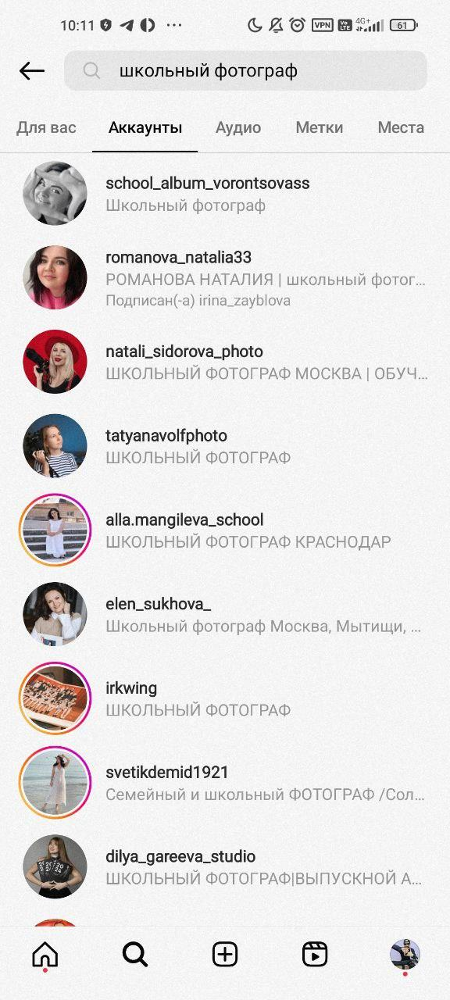 10:11
VPN
Vo LTE
4G+
61
школьный фотограф
Для вас Аккаунты Аудио Метки Места
school_album_vorontsovass
Школьный фотограф
romanova_natalia33
РОМАНОВА НАТАЛИЯ | школьный фотог...
Подписан(-а) irina_zayblova
natali_sidorova_photo
ШКОЛЬНЫЙ ФОТОГРАФ МОСКВА | ОБУЧ...
tatyanavolfphoto
ШКОЛЬНЫЙ ФОТОГРАФ
alla.mangileva_school
ШКОЛЬНЫЙ ФОТОГРАФ КРАСНОДАР
elen_sukhova_
Школьный фотограф Москва, Мытищи, ...
irkwing
ШКОЛЬНЫЙ ФОТОГРАФ
svetikdemid1921
Семейный и школьный ФОТОГРАФ /Сол...
dilya_gareeva_studio
ШКОЛЬНЫЙ ФОТОГРАФ|ВЫПУСКНОЙ А...